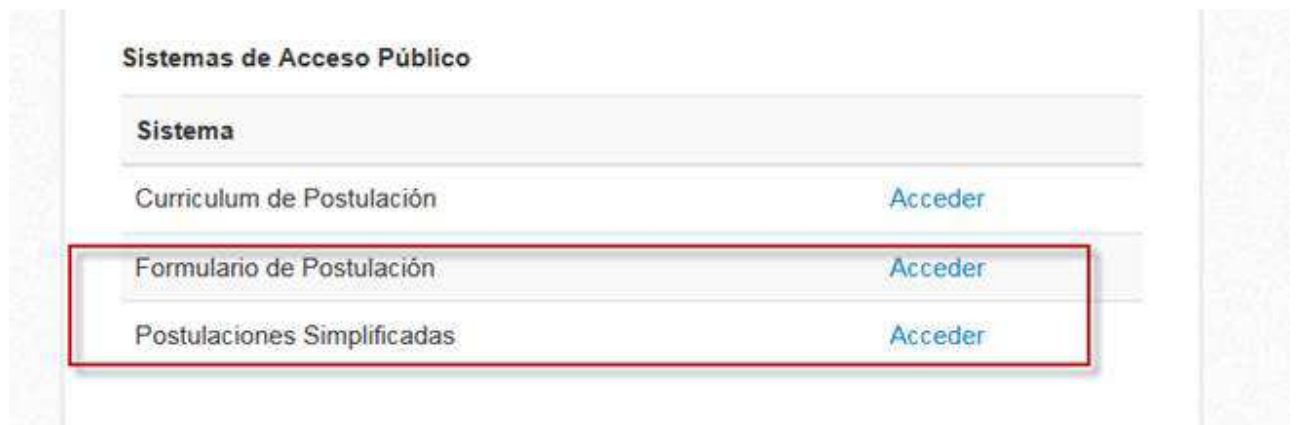 Sistemas de Acceso Público
Sistema
Curriculum de Postulación Acceder
Formulario de Postulación Acceder
Postulaciones Simplificadas Acceder